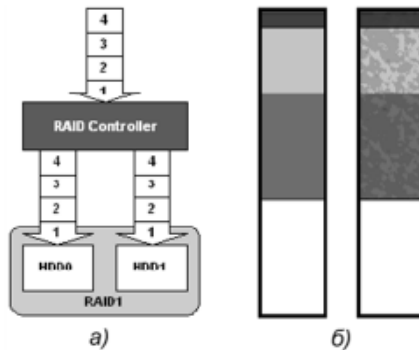 4
3
2
1
RAID Controller
4 4
3 3
2 2
1 1
HDD0 HDD1
RAID1
а) б)